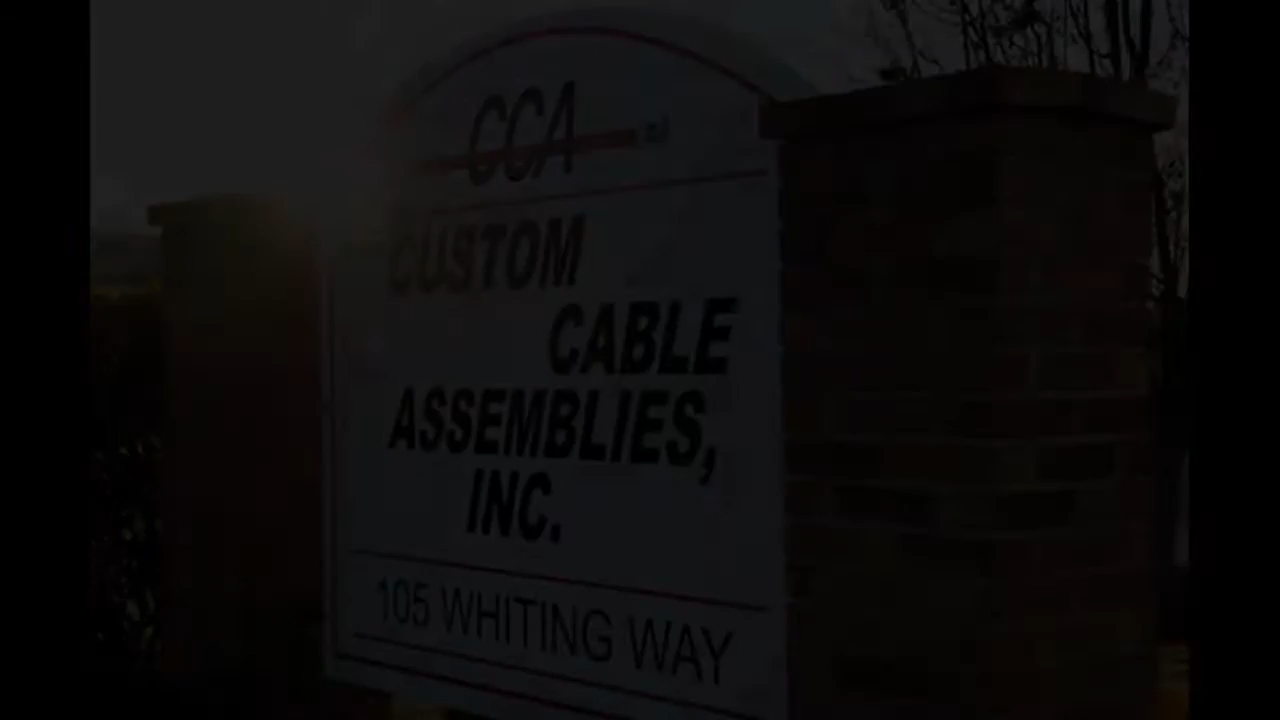 CCA
CUSTOM
CABLE
ASSEMBLIES,
INC.
105 WHITING WAY